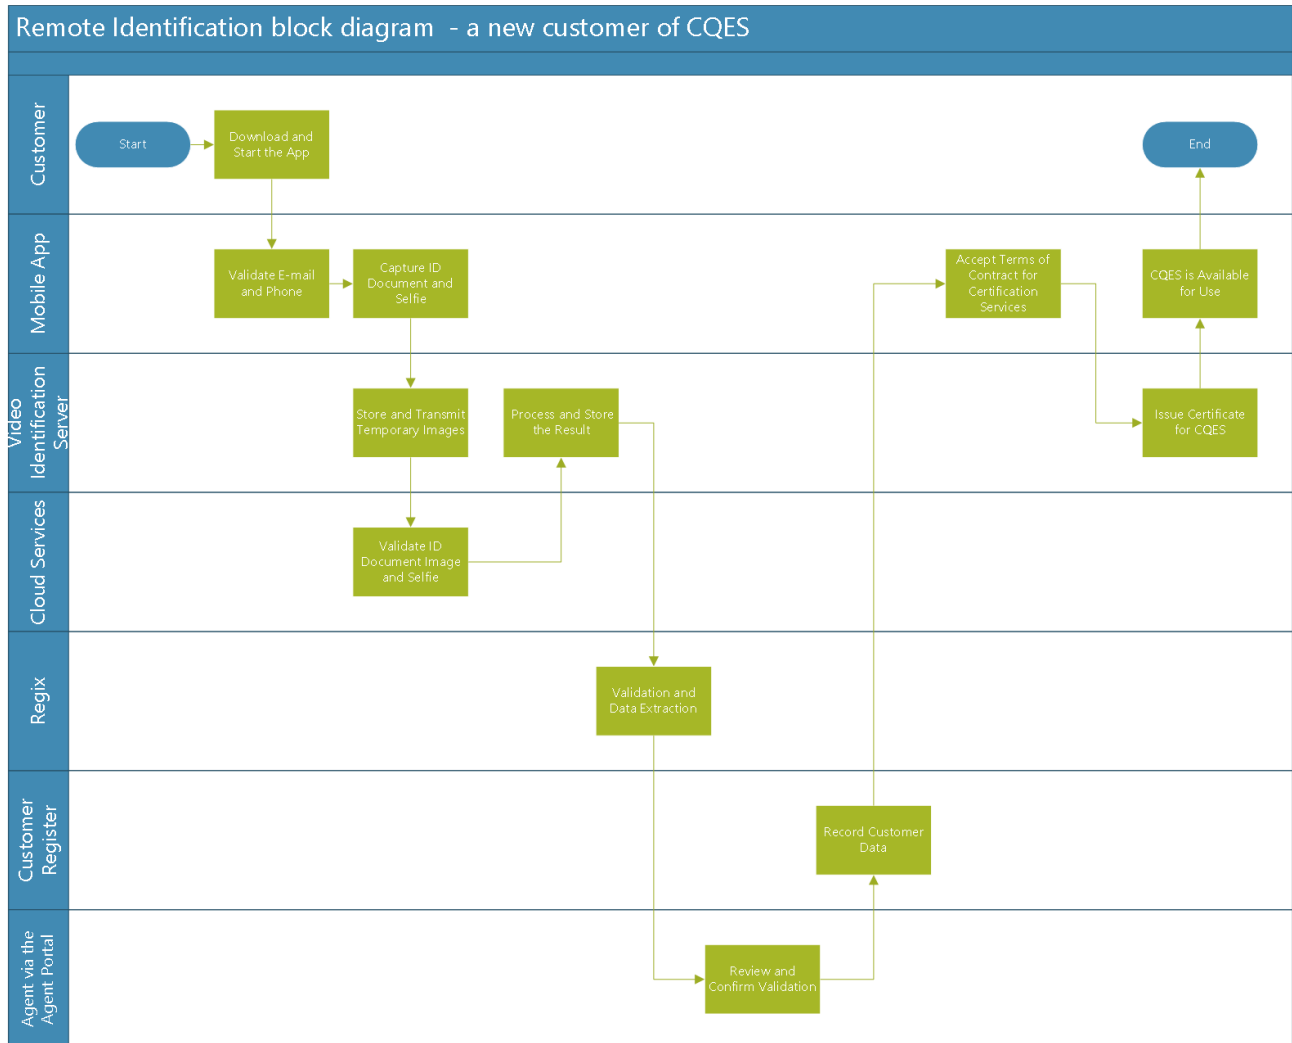 Remote Identification block diagram  - a new customer of CQES
Customer
Start
Download and
Start the App
End
Mobile App
Validate E-mail
and Phone
Capture ID
Document and
Selfie
Accept Terms of
Contract for
Certification
Services
CQES is Available
for Use
Video
Identification
Server
Store and Transmit
Temporary Images
Process and Store
the Result
Issue Certificate
for CQES
Cloud Services
Validate ID
Document Image
and Selfie
Regix
Validation and
Data Extraction
Customer
Register
Record Customer
Data
Agent via the
Agent Portal
Review and
Confirm Validation